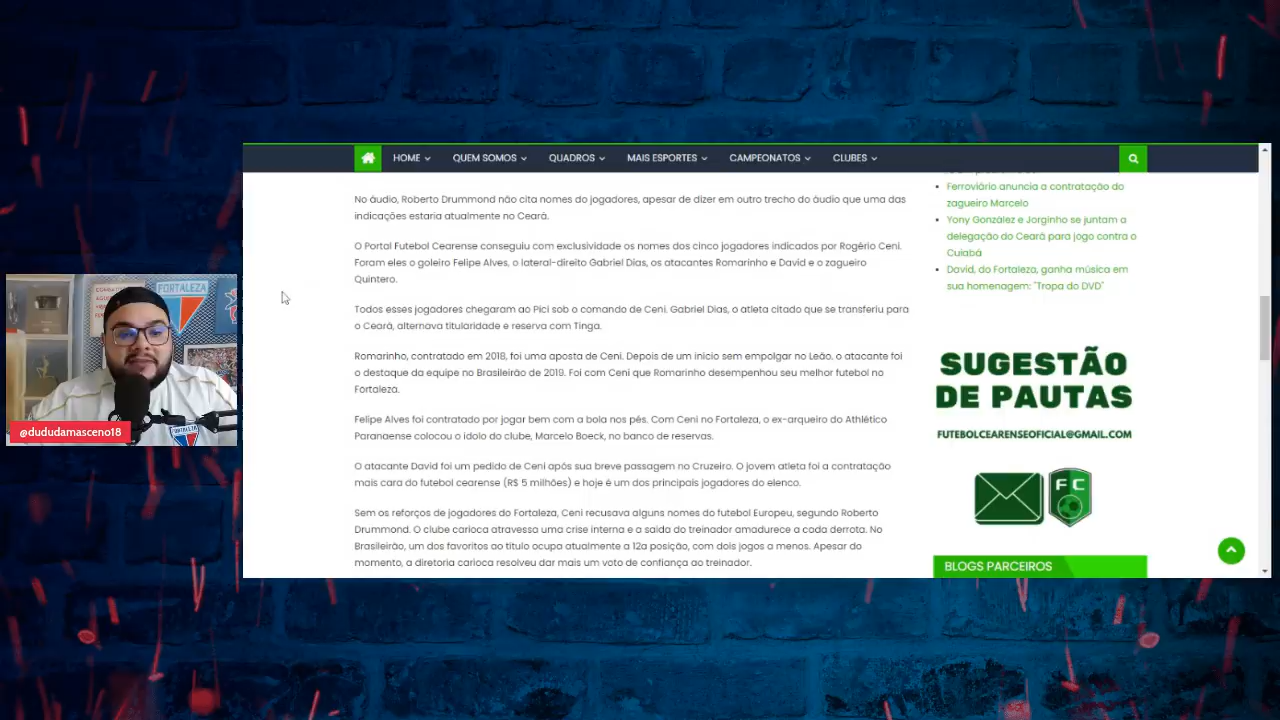 HOME
QUEM SOMOS
QUADROS
MAIS ESPORTES
CAMPEONATOS
CLUBES
No áudio, Roberto Drummond não cita nomes do jogadores, apesar de dizer em outro trecho do áudio que uma das
indicações estaria atualmente no Ceará.
O Portal Futebol Cearense conseguiu com exclusividade os nomes dos cinco jogadores indicados por Rogério Ceni.
Foram eles o goleiro Felipe Alves, o lateral-direito Gabriel Dias, os atacantes Romarinho e David e o zagueiro
Quintero.
Todos esses jogadores chegaram ao Pici sob o comando de Ceni. Gabriel Dias, o atleta citado que se transferiu para
o Ceará, alternava titularidade e reserva com Tinga.
Romarinho, contratado em 2018, foi uma aposta de Ceni. Depois de um inicio sem empolgar no Leão, o atacante foi
o destaque da equipe no Brasileirão de 2019. Foi com Ceni que Romarinho desempenhou seu melhor futebol no
Fortaleza.
Felipe Alves foi contratado por jogar bem com a bola nos pés. Com Ceni no Fortaleza, o ex-arqueiro do Athlético
Paranaense colocou o idolo do clube, Marcelo Boeck, no banco de reservas.
O atacante David foi um pedido de Ceni após sua breve passagem no Cruzeiro. O jovem atleta foi a contratação
mais cara do futebol cearense (R$ 5 milhões) e hoje é um dos principais jogadores do elenco.
Sem os reforços de jogadores do Fortaleza, Ceni recusava alguns nomes do futebol Europeu, segundo Roberto
Drummond. O clube carioca atravessa uma crise interna e a saída do treinador amadurece a cada derrota. No
Brasileirão, um dos favoritos ao titulo ocupa atualmente a 12a posição, com dois jogos a menos. Apesar do
momento, a diretoria carioca resolveu dar mais um voto de confiança ao treinador.
Ferroviário anuncia a contratação do
zagueiro Marcelo
Yony González e Jorginho se juntam a
delegação do Ceará para jogo contra o
Cuiabá
David, do Fortaleza, ganha música em
sua homenagem: "Tropa do DVD"
SUGESTÃO
DE PAUTAS
FUTEBOLCEARENSEOFICIAL@GMAIL.COM
FC
BLOGS PARCEIROS
FORTALEZA
FORTALEZA
@dududamasceno18